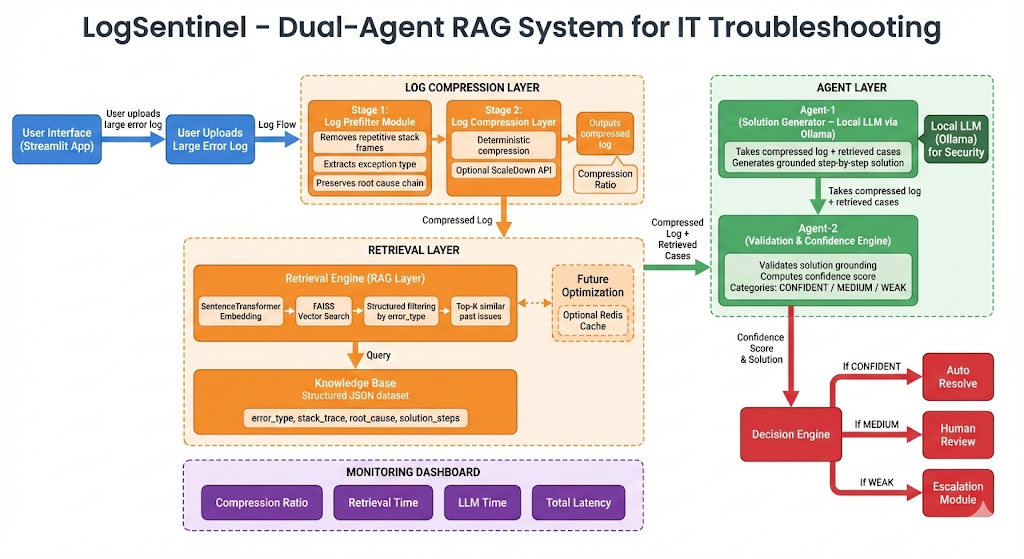 LogSentinel – Dual-Agent RAG System for IT Troubleshooting
User Interface
(Streamlit App)
User uploads
large error log
User Uploads
Large Error Log
Log Flow
LOG COMPRESSION LAYER
Stage 1:
Log Prefilter Module
Removes repetitive stack
frames
Extracts exception type
Preserves root cause chain
Stage 2:
Log Compression Layer
Deterministic
compression
Optional ScaleDown API
Outputs
compressed
log
Compression
Ratio
Compressed Log
RETRIEVAL LAYER
Retrieval Engine (RAG Layer)
SentenceTransformer
Embedding
FAISS
Vector Search
Structured filtering
by error_type
Top-K similar
past issues
Future
Optimization
Optional Redis
Cache
Query
Knowledge Base
Structured JSON dataset
error_type, stack_trace, root_cause, solution_steps
Compressed
Log +
Retrieved
Cases
AGENT LAYER
Agent-1
(Solution Generator – Local LLM via
Ollama)
Takes compressed log + retrieved cases
Generates grounded step-by-step solution
Local LLM
(Ollama)
for Security
Takes compressed log
+ retrieved cases
Agent-2
(Validation & Confidence Engine)
Validates solution grounding
Computes confidence score
Categories: CONFIDENT / MEDIUM / WEAK
Confidence
Score
& Solution
Decision Engine
If CONFIDENT
Auto
Resolve
If MEDIUM
Human
Review
If WEAK
Escalation
Module
MONITORING DASHBOARD
Compression Ratio
Retrieval Time
LLM Time
Total Latency